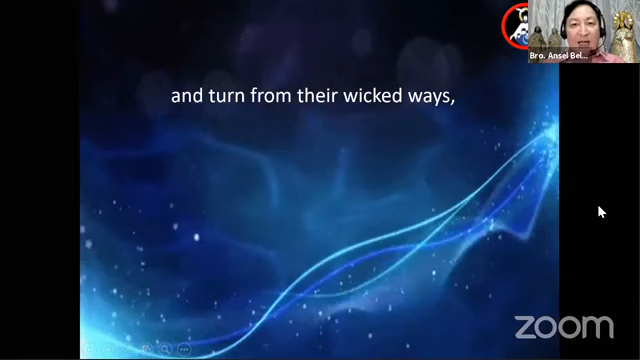 Bro. Ansel Bel...
and turn from their wicked ways,
zoom